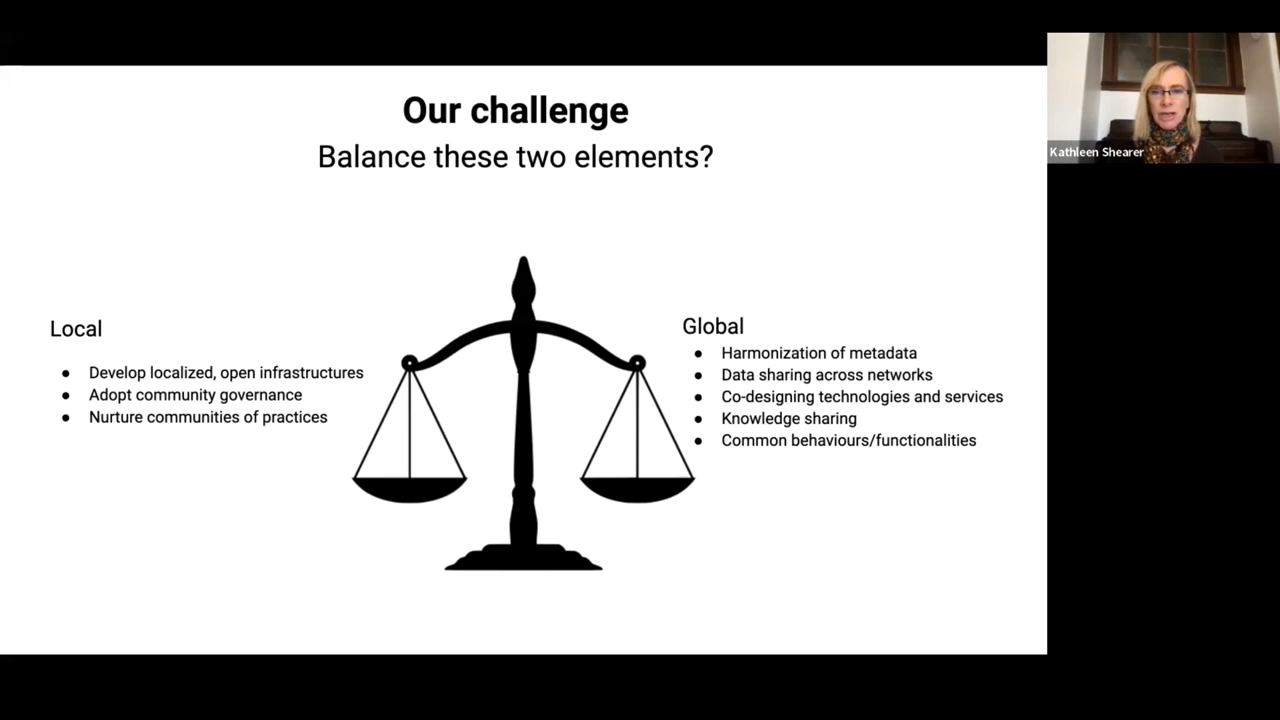 Our challenge
Balance these two elements?
Local
● Develop localized, open infrastructures
● Adopt community governance
● Nurture communities of practices
Global
● Harmonization of metadata
● Data sharing across networks
● Co-designing technologies and services
● Knowledge sharing
● Common behaviours/functionalities
Kathleen Shearer